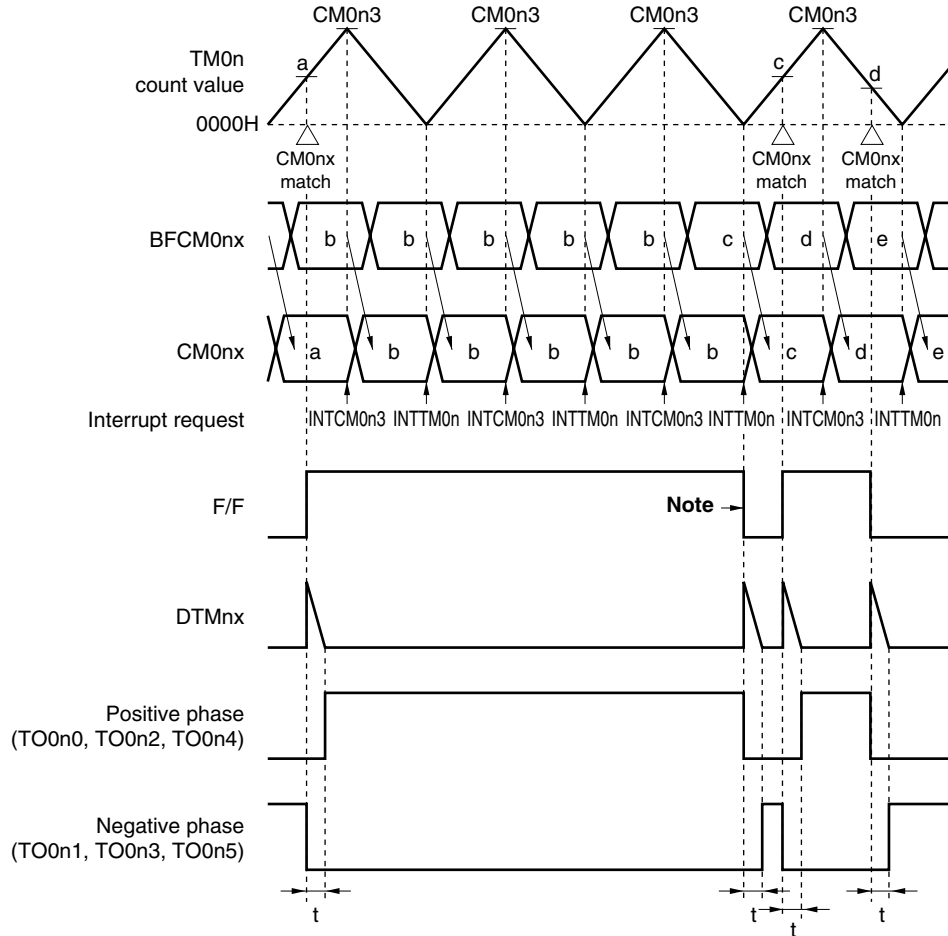 CM0n3 CM0n3 CM0n3 CM0n3
TM0n
count value
a c d
0000H
CM0nx
match
CM0nx
match
CM0nx
match
BFCM0nx b b b b b c d e
CM0nx a b b b b b c d e
Interrupt request INTCM0n3 INTTM0n INTCM0n3 INTTM0n INTCM0n3 INTTM0n INTCM0n3 INTTM0n
F/F Note
DTMnx
Positive phase
(TO0n0, TO0n2, TO0n4)
Negative phase
(TO0n1, TO0n3, TO0n5)
t t t t